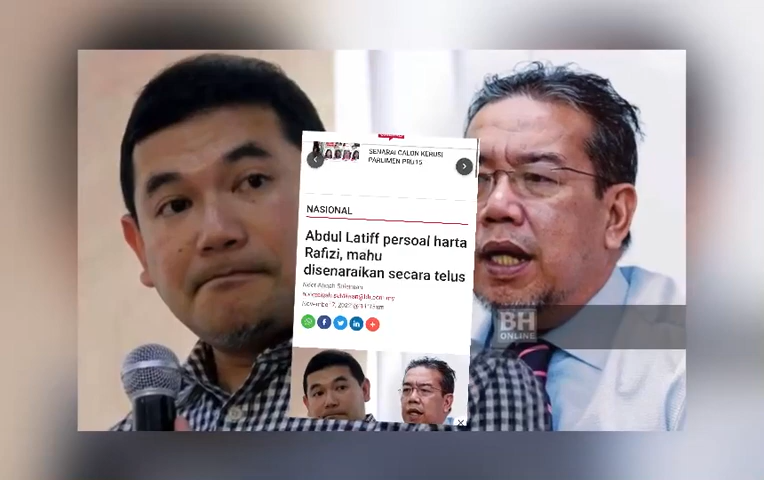 SENARAI CALON KERUSI
PARLIMEN PRU15
NASIONAL
Abdul Latiff persoal harta
Rafizi, mahu
disenaraikan secara telus
BH
ONLINE